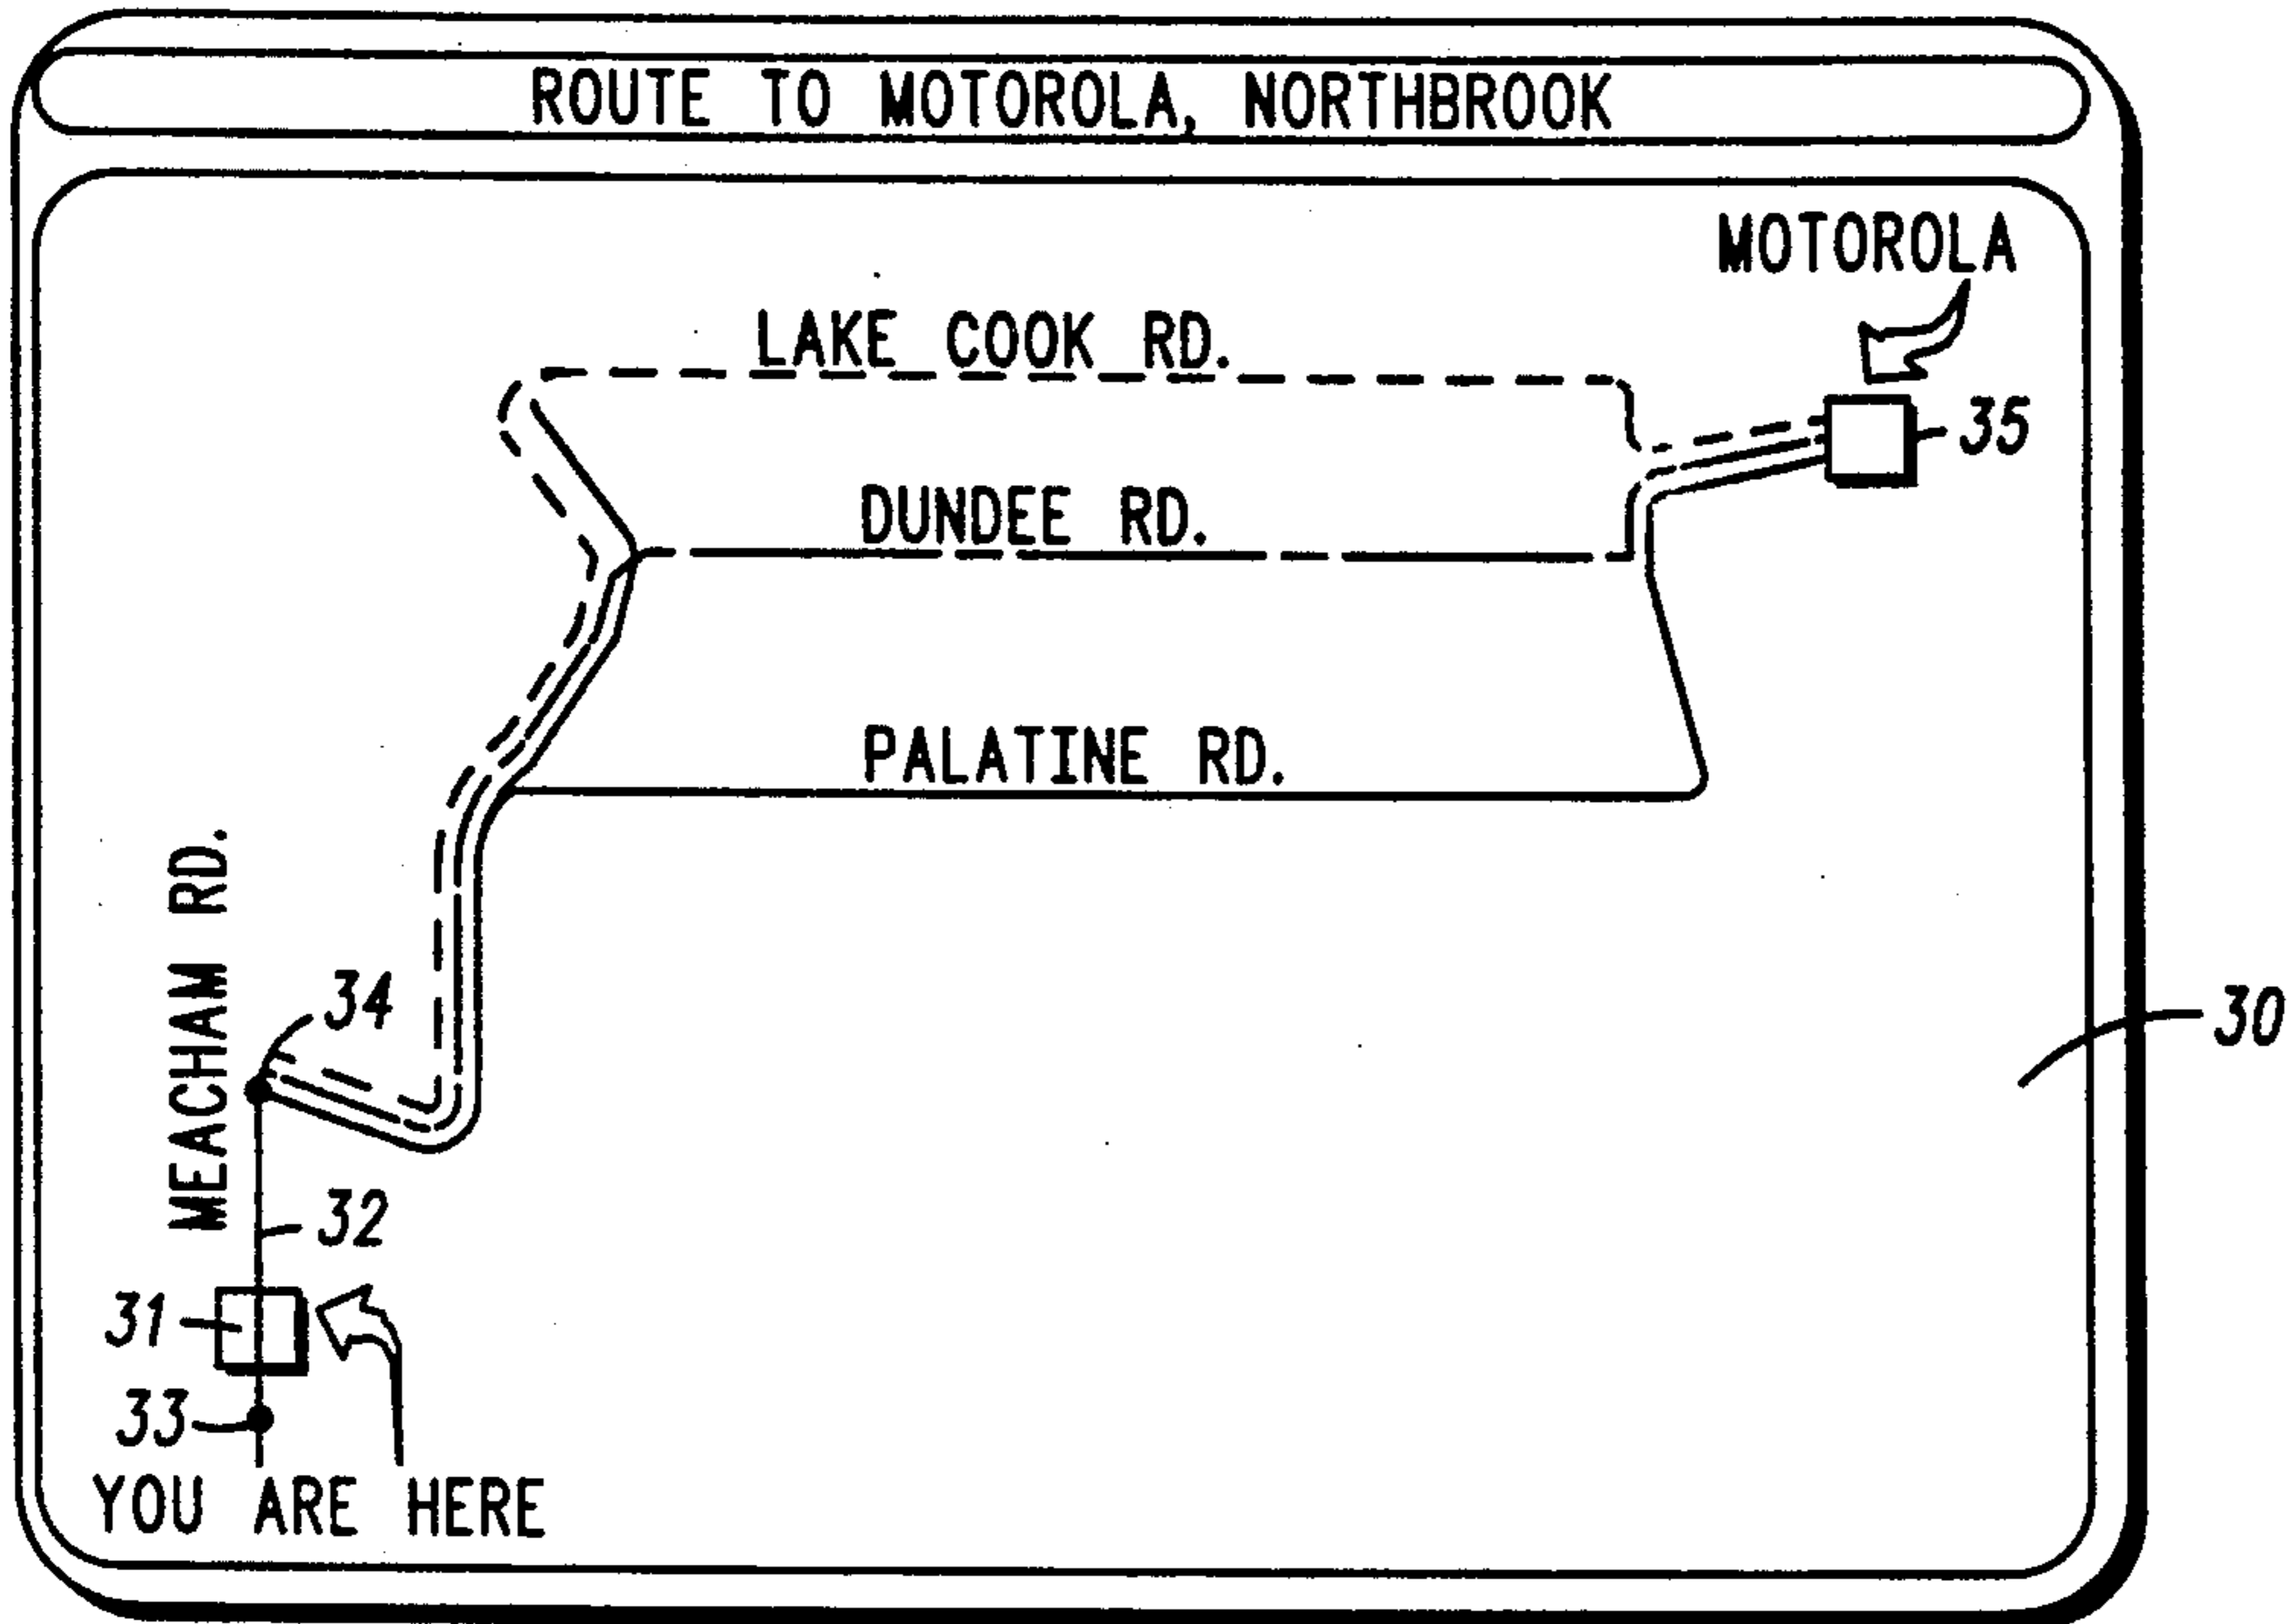 ROUTE TO MOTOROLA, NORTHBROOK
MOTOROLA
LAKE COOK RD.
35
DUNDEE RD.
PALATINE RD.
MEACHAM RD.
34
30
32
31
33
YOU ARE HERE